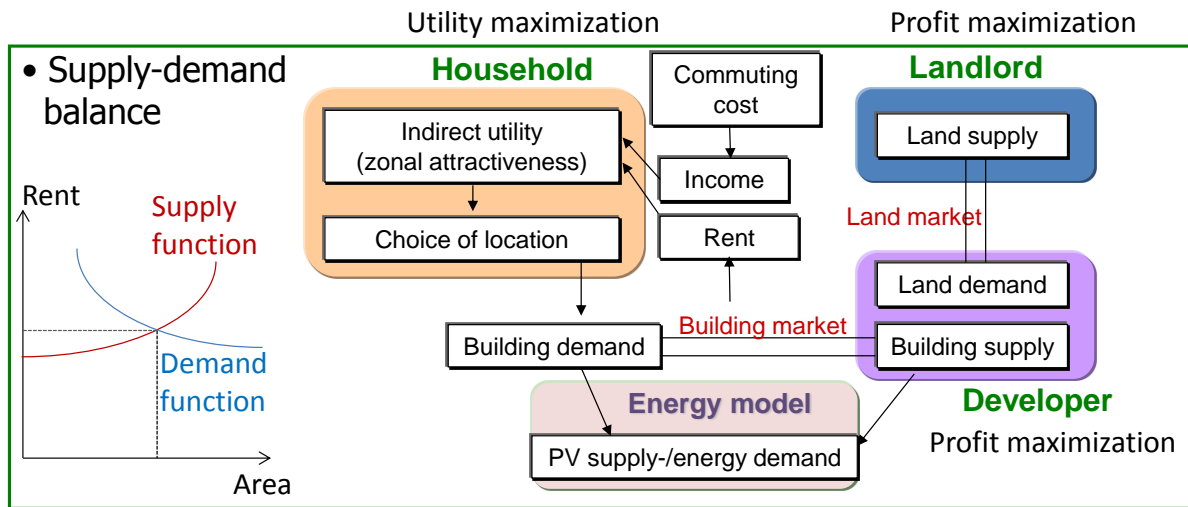 Utility maximization
Profit maximization
• Supply-demand
balance
Rent
Supply
function
Demand
function
Area
Household
Indirect utility
(zonal attractiveness)
Choice of location
Commuting
cost
Income
Rent
Landlord
Land supply
Land market
Land demand
Building market
Building demand
Building supply
Developer
Profit maximization
Energy model
PV supply-/energy demand